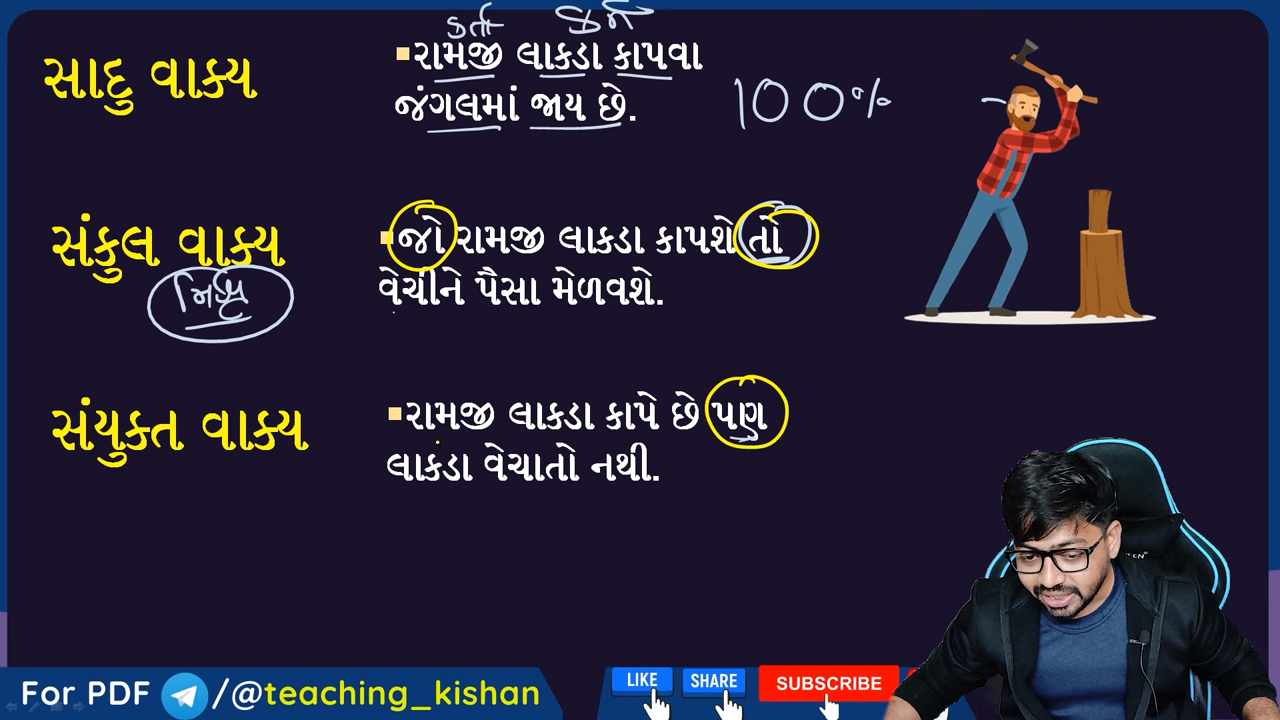 કર્તા કર્મ
સાદુ વાક્ય
▪રામજી લાકડા કાપવા
જંગલમાં જાય છે.
100%
સંકુલ વાક્ય
મિશ્ર
▪જો રામજી લાકડા કાપશે તો
વેચીને પૈસા મેળવશે.
સંયુક્ત વાક્ય
▪રામજી લાકડા કાપે છે પણ
લાકડા વેચાતો નથી.
For PDF /@teaching_kishan
LIKE SHARE SUBSCRIBE